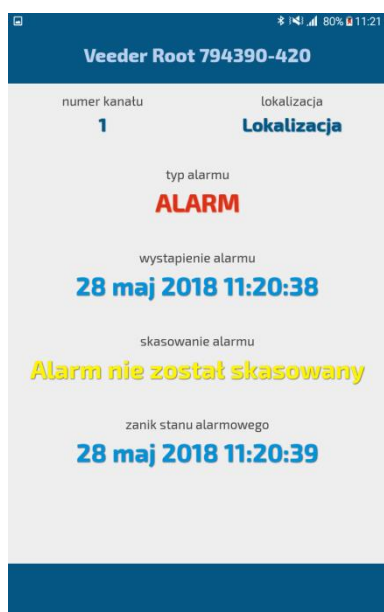 80% 11:21
Veeder Root 794390-420
numer kanału
lokalizacja
1
Lokalizacja
typ alarmu
ALARM
wystapienie alarmu
28 maj 2018 11:20:38
skasowanie alarmu
Alarm nie został skasowany
zanik stanu alarmowego
28 maj 2018 11:20:39